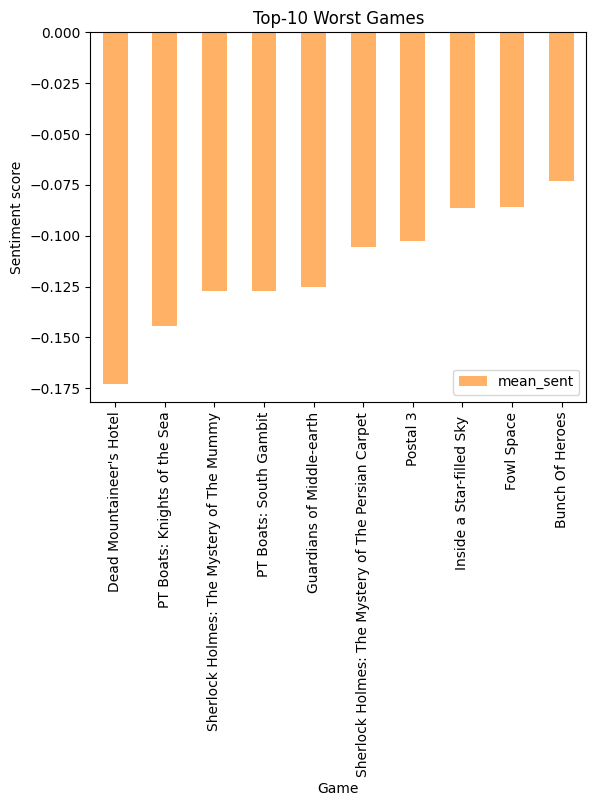 Top-10 Worst Games
Sentiment score
0.000
−0.025
−0.050
−0.075
−0.100
−0.125
−0.150
−0.175
mean_sent
Dead Mountaineer's Hotel
PT Boats: Knights of the Sea
Sherlock Holmes: The Mystery of The Mummy
PT Boats: South Gambit
Guardians of Middle-earth
Sherlock Holmes: The Mystery of The Persian Carpet
Postal 3
Inside a Star-filled Sky
Fowl Space
Bunch Of Heroes
Game